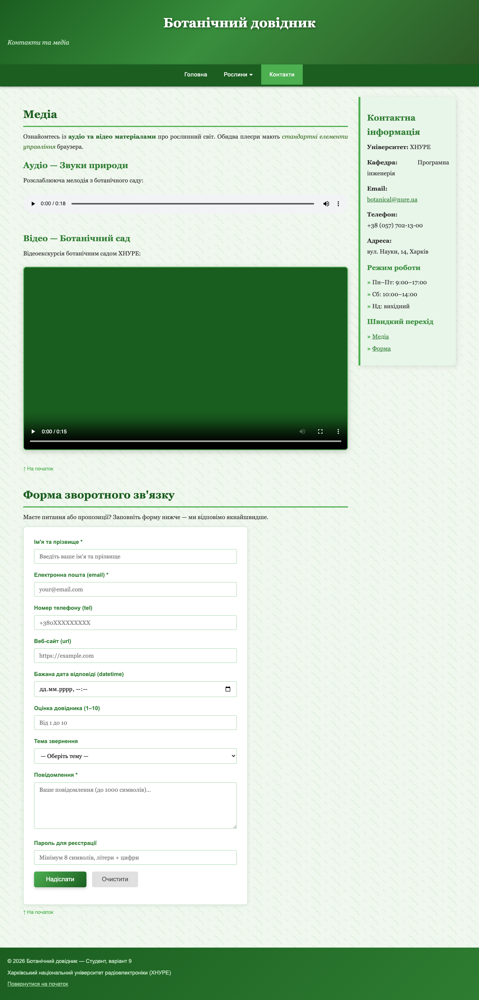 Ботанічний довідник
Контакти та медіа
Головна
Рослини
Контакти
Медіа
Ознайомтесь із аудіо та відео матеріалами про рослинний світ. Обидва плеєри мають стандартні елементи
управління браузера.
Аудіо — Звуки природи
Розслаблююча мелодія з ботанічного саду:
0:00 / 0:18
Відео — Ботанічний сад
Відеоекскурсія ботанічним садом ХНУРЕ:
0:00 / 0:15
↑ На початок
Форма зворотного зв'язку
Маєте питання або пропозиції? Заповніть форму нижче — ми відповімо якнайшвидше.
Ім'я та прізвище *
Введіть ваше ім'я та прізвище
Електронна пошта (email) *
your@email.com
Номер телефону (tel)
+380XXXXXXXXX
Веб-сайт (url)
https://example.com
Бажана дата відповіді (datetime)
дд.мм.рррр, --:--
Оцінка довідника (1–10)
Від 1 до 10
Тема звернення
— Оберіть тему —
Повідомлення *
Ваше повідомлення (до 1000 символів)...
Пароль для реєстрації
Мінімум 8 символів, літери + цифри
Надіслати
Очистити
↑ На початок
Контактна
інформація
Університет: ХНУРЕ
Кафедра: Програмна
інженерія
Email:
botanical@nure.ua
Телефон:
+38 (057) 702-13-00
Адреса:
вул. Науки, 14, Харків
Режим роботи
» Пн–Пт: 9:00–17:00
» Сб: 10:00–14:00
» Нд: вихідний
Швидкий перехід
» Медіа
» Форма
© 2026 Ботанічний довідник — Студент, варіант 9
Харківський національний університет радіоелектроніки (ХНУРЕ)
Повернутися на початок